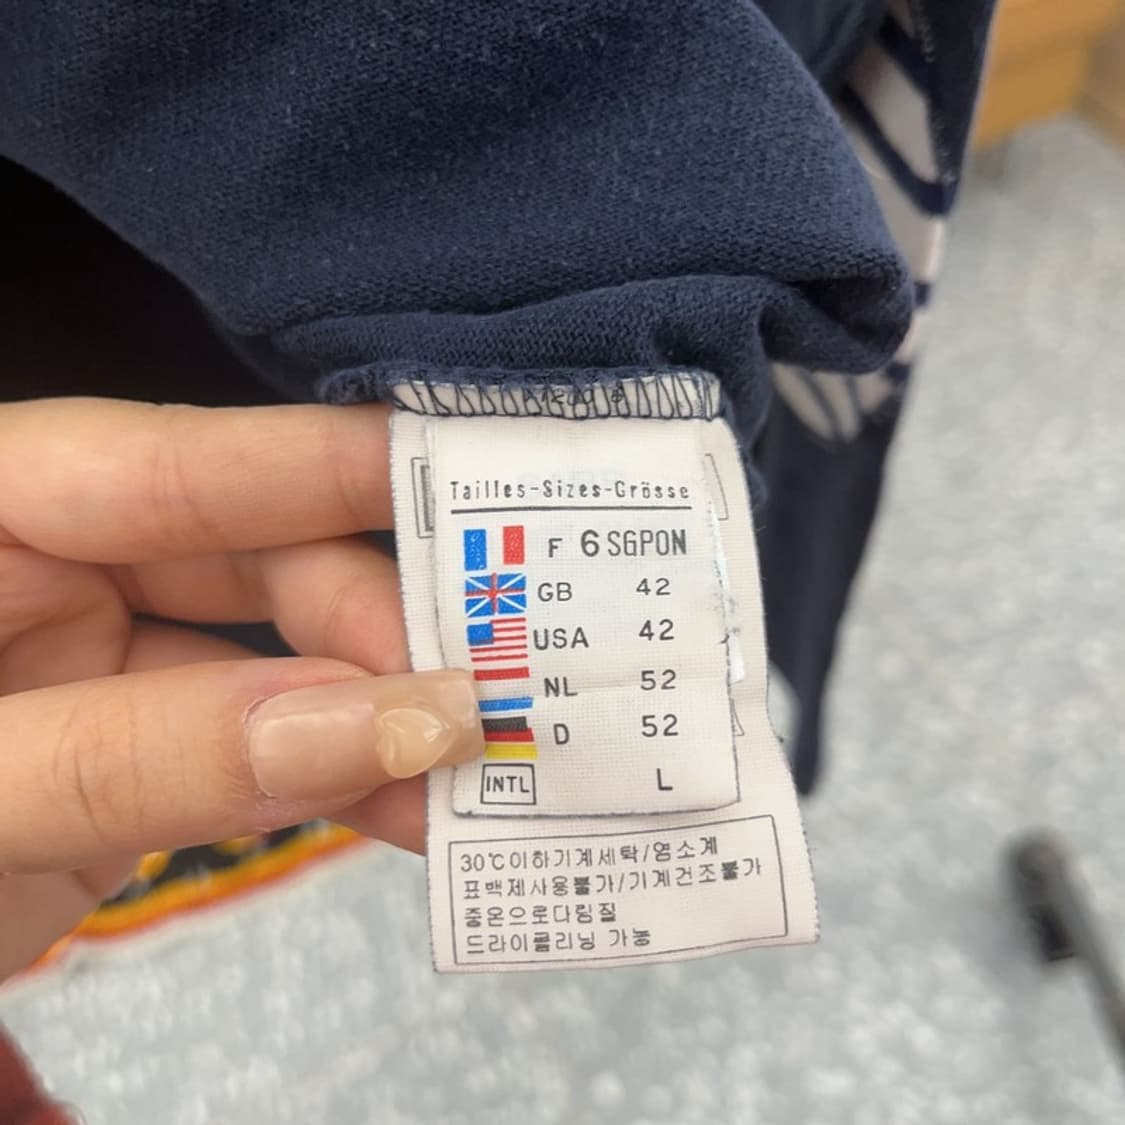 Tailles-Sizes-Grösse
F 6 SGPON
GB 42
USA 42
NL 52
D 52
INTL L
30℃이하기계세탁/염소계
표백제사용불가/기계건조불가
중온으로다림질
드라이클리닝 가능